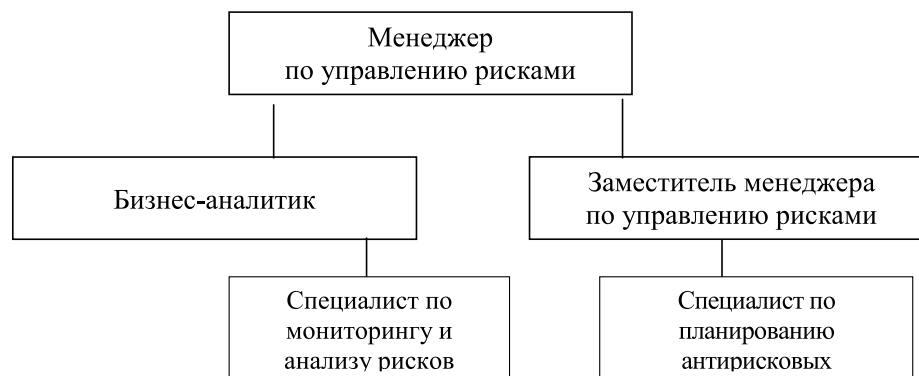 Менеджер
по управлению рисками
Бизнес-аналитик
Заместитель менеджера
по управлению рисками
Специалист по
мониторингу и
анализу рисков
Специалист по
планированию
антирисковых